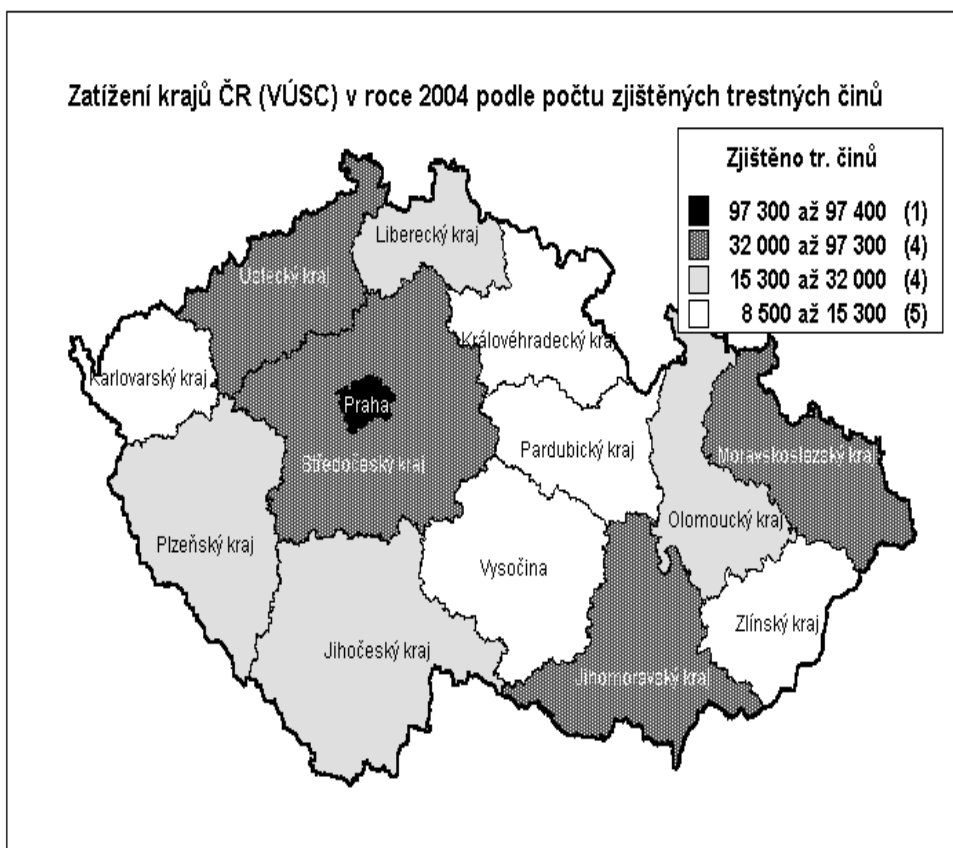 Zatížení krajů ČR (VÚSC) v roce 2004 podle počtu zjištěných trestných činů
Zjištěno tr. činů
97 300 až 97 400 (1)
32 000 až 97 300 (4)
15 300 až 32 000 (4)
8 500 až 15 300 (5)
Liberecký kraj
Ústecký kraj
Královéhradecký kraj
Karlovarský kraj
Praha
Pardubický kraj
Moravskoslezský kraj
Středočeský kraj
Olomoucký kraj
Plzeňský kraj
Vysočina
Zlínský kraj
Jihočeský kraj
Jihomoravský kraj